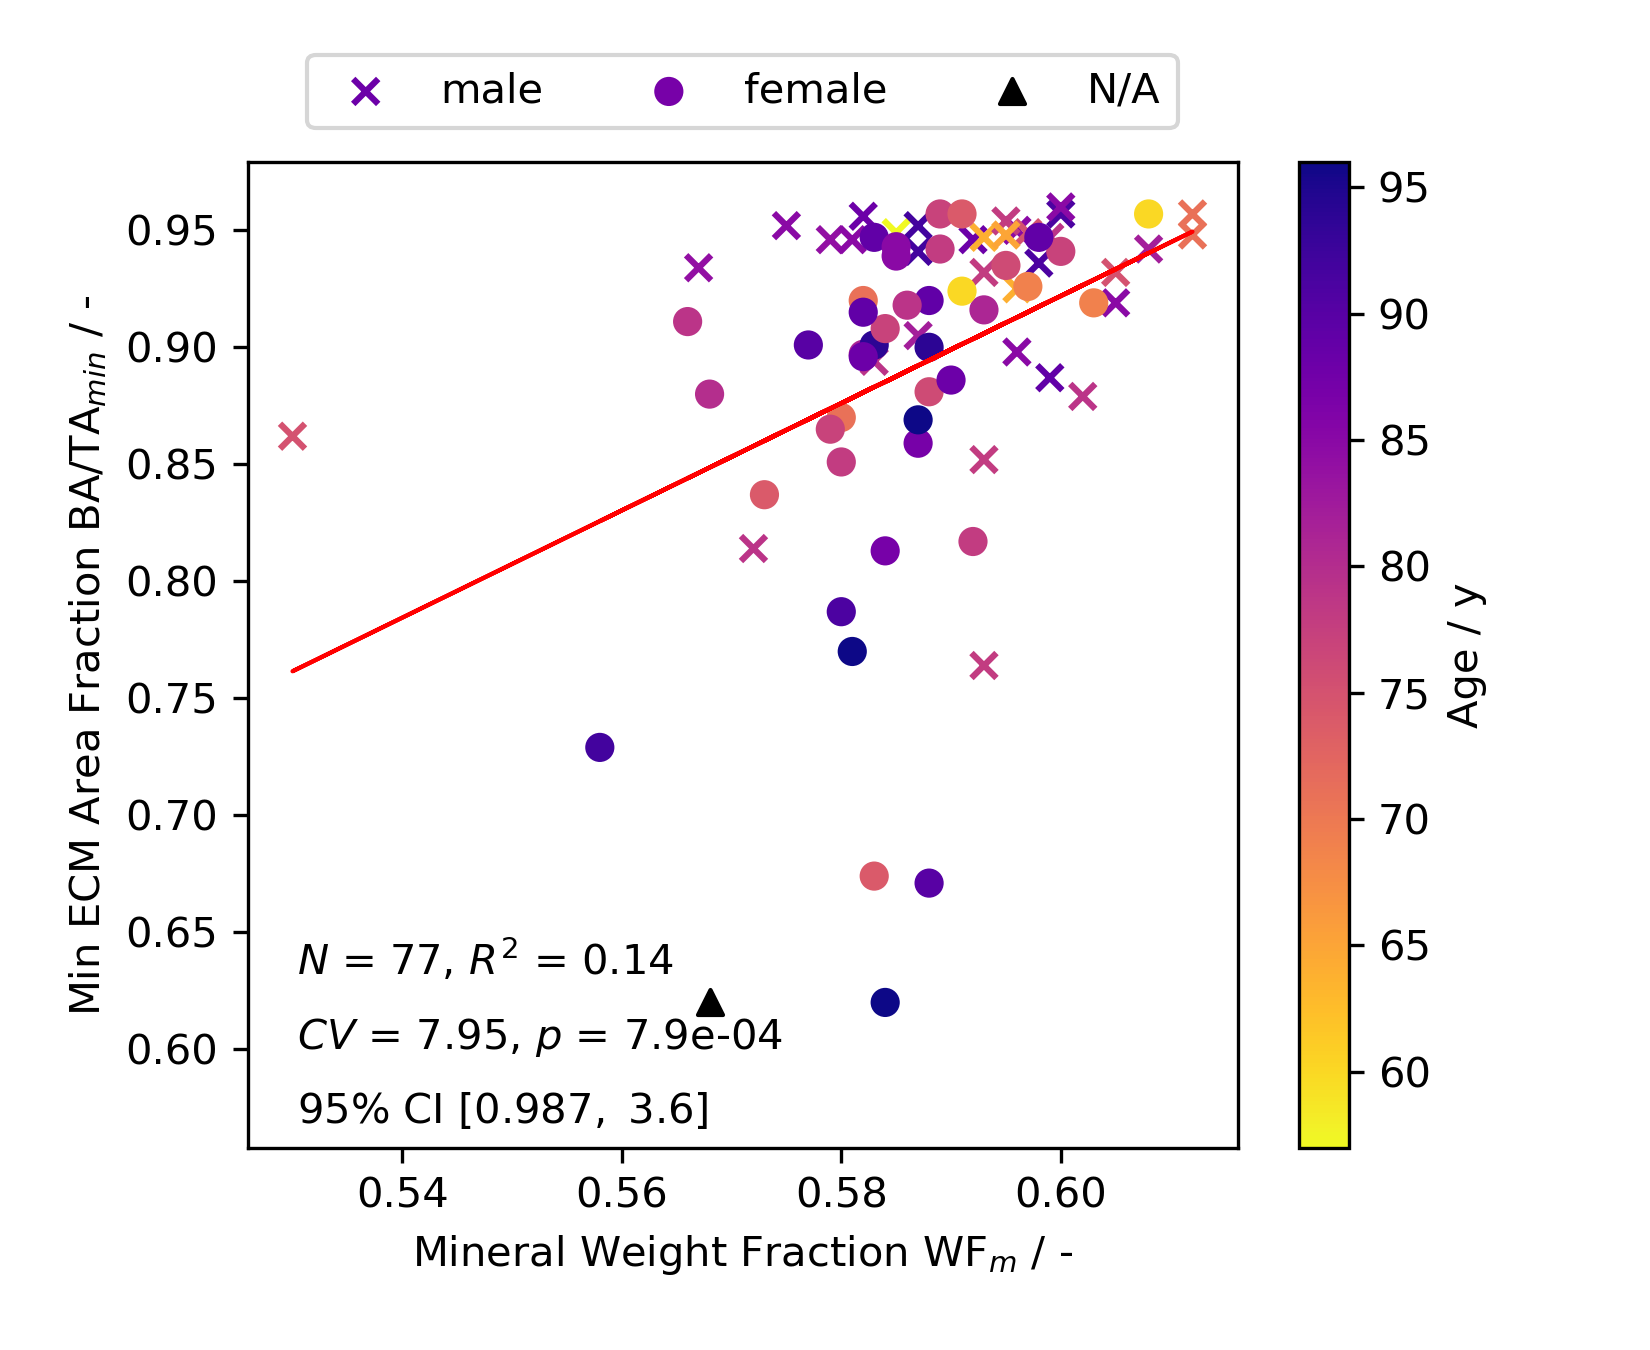 male female N/A
0.95
0.90
0.85
0.80
0.75
0.70
0.65
0.60
Min ECM Area Fraction BA/TA_min / -
N = 77, R² = 0.14
CV = 7.95, p = 7.9e-04
95% CI [0.987, 3.6]
0.54 0.56 0.58 0.60
Mineral Weight Fraction WF_m / -
95
90
85
80
75
70
65
60
Age / y